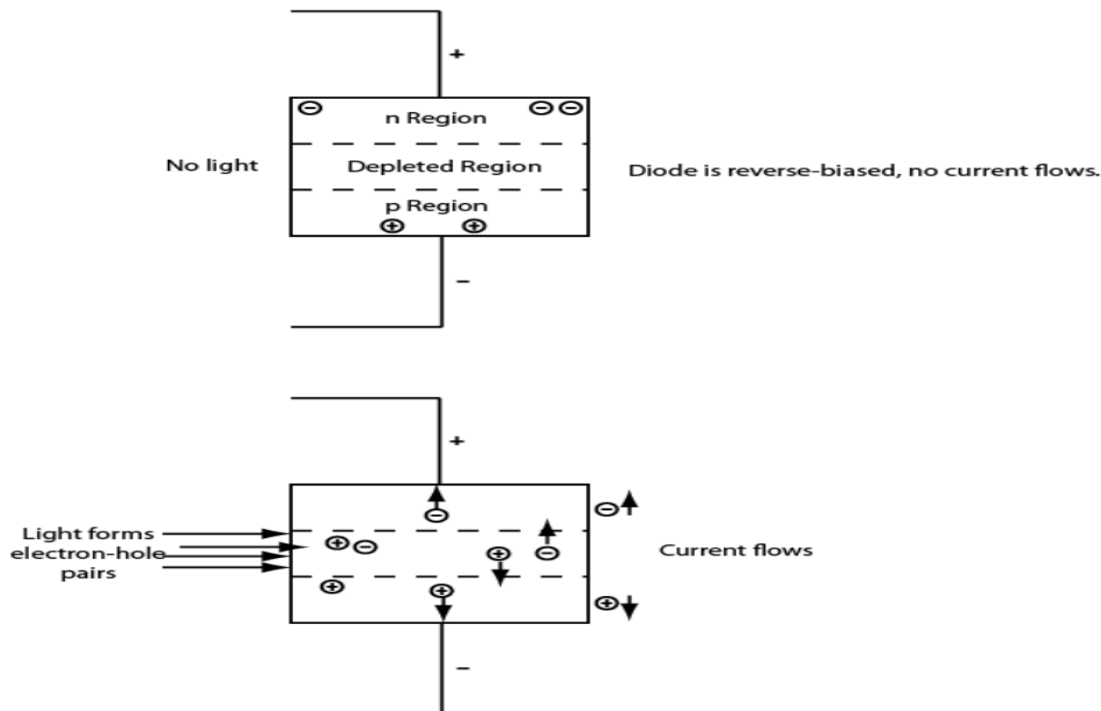 +
n Region
No light
Depleted Region
Diode is reverse-biased, no current flows.
p Region
–
+
Light forms
electron-hole
pairs
Current flows
–